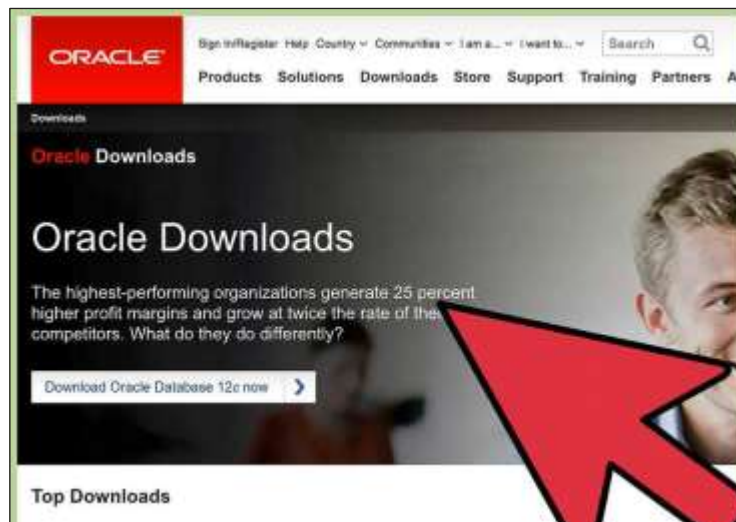 ORACLE
Sign In/Register Help Country Communities I am a... I want to... Search
Products Solutions Downloads Store Support Training Partners A
Downloads
Oracle Downloads
Oracle Downloads
The highest-performing organizations generate 25 percent
higher profit margins and grow at twice the rate of the
competitors. What do they do differently?
Download Oracle Database 12c now
Top Downloads